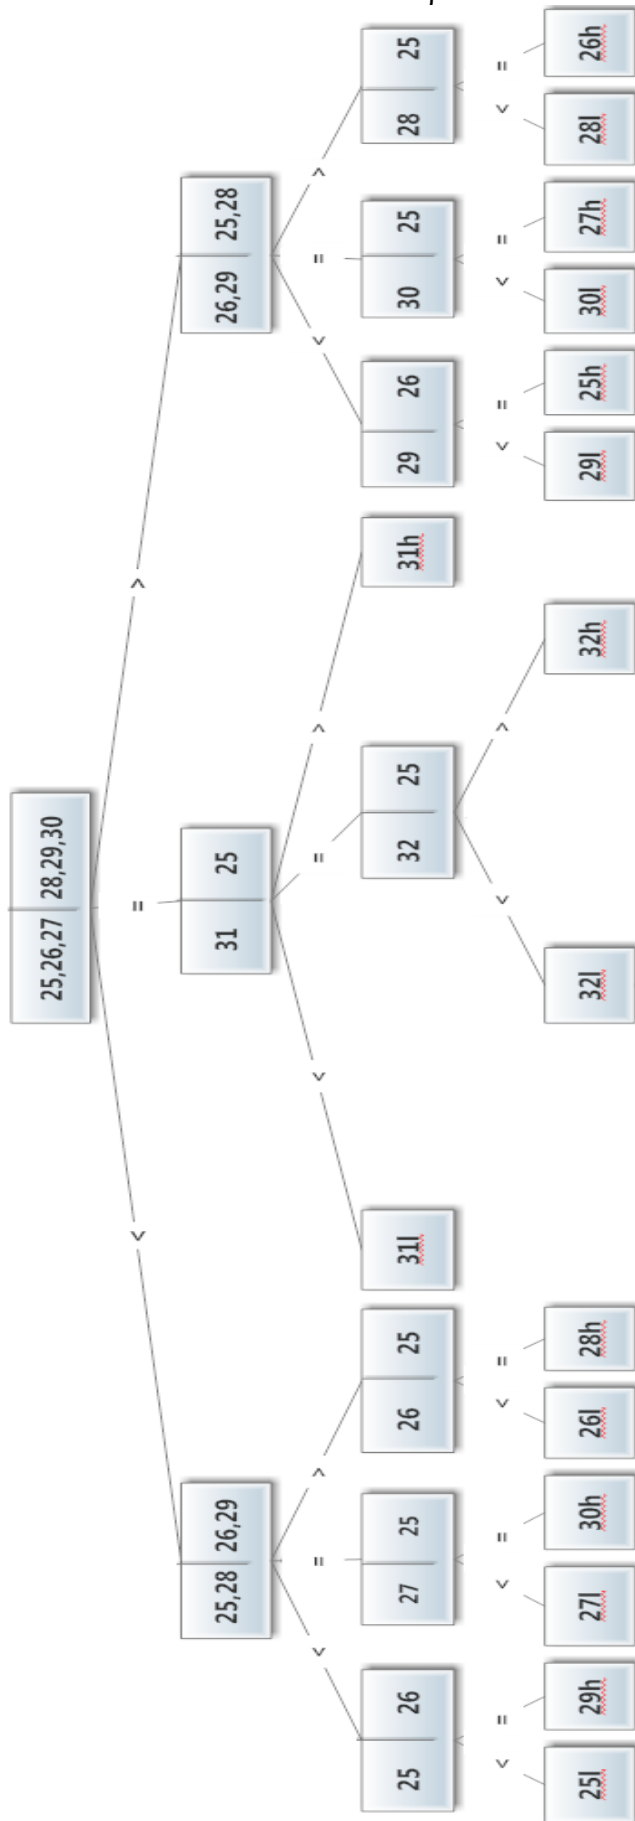 25,26,27 28,29,30
< = >
25,28 26,29 31 25 26,29 25,28
< = > < = > < = >
25 26 27 25 26 25 31l 32 25 31h 29 26 30 25 28 25
< = < = < = < > < = < = < =
25l 29h 27l 30h 26l 28h 32l 32h 29l 25h 30l 27h 28l 26h